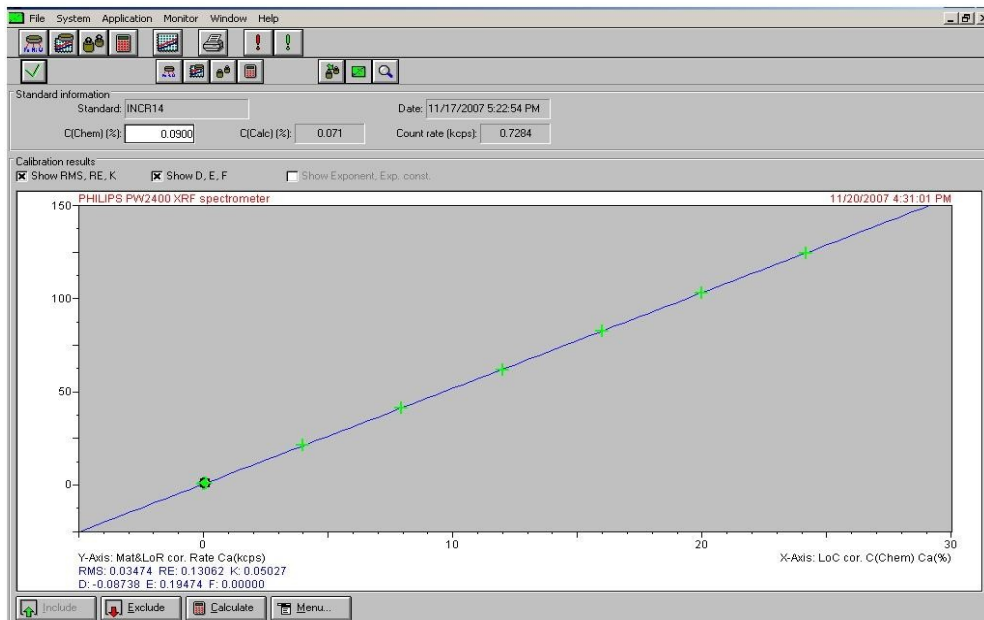 File System Application Monitor Window Help
Standard information
Standard: INCR14 Date: 11/17/2007 5:22:54 PM
C(Chem) (%): 0.0900 C(Calc) (%): 0.071 Count rate (kcps): 0.7284
Calibration results
Show RMS, RE, K Show D, E, F Show Exponent, Exp. const.
PHILIPS PW2400 XRF spectrometer 11/20/2007 4:31:01 PM
150
100
50
0
0 10 20 30
Y-Axis: Mat&LoR cor. Rate Ca(kcps) X-Axis: LoC cor. C(Chem) Ca(%)
RMS: 0.03474 RE: 0.13062 K: 0.05027
D: -0.08738 E: 0.19474 F: 0.00000
Include Exclude Calculate Menu...